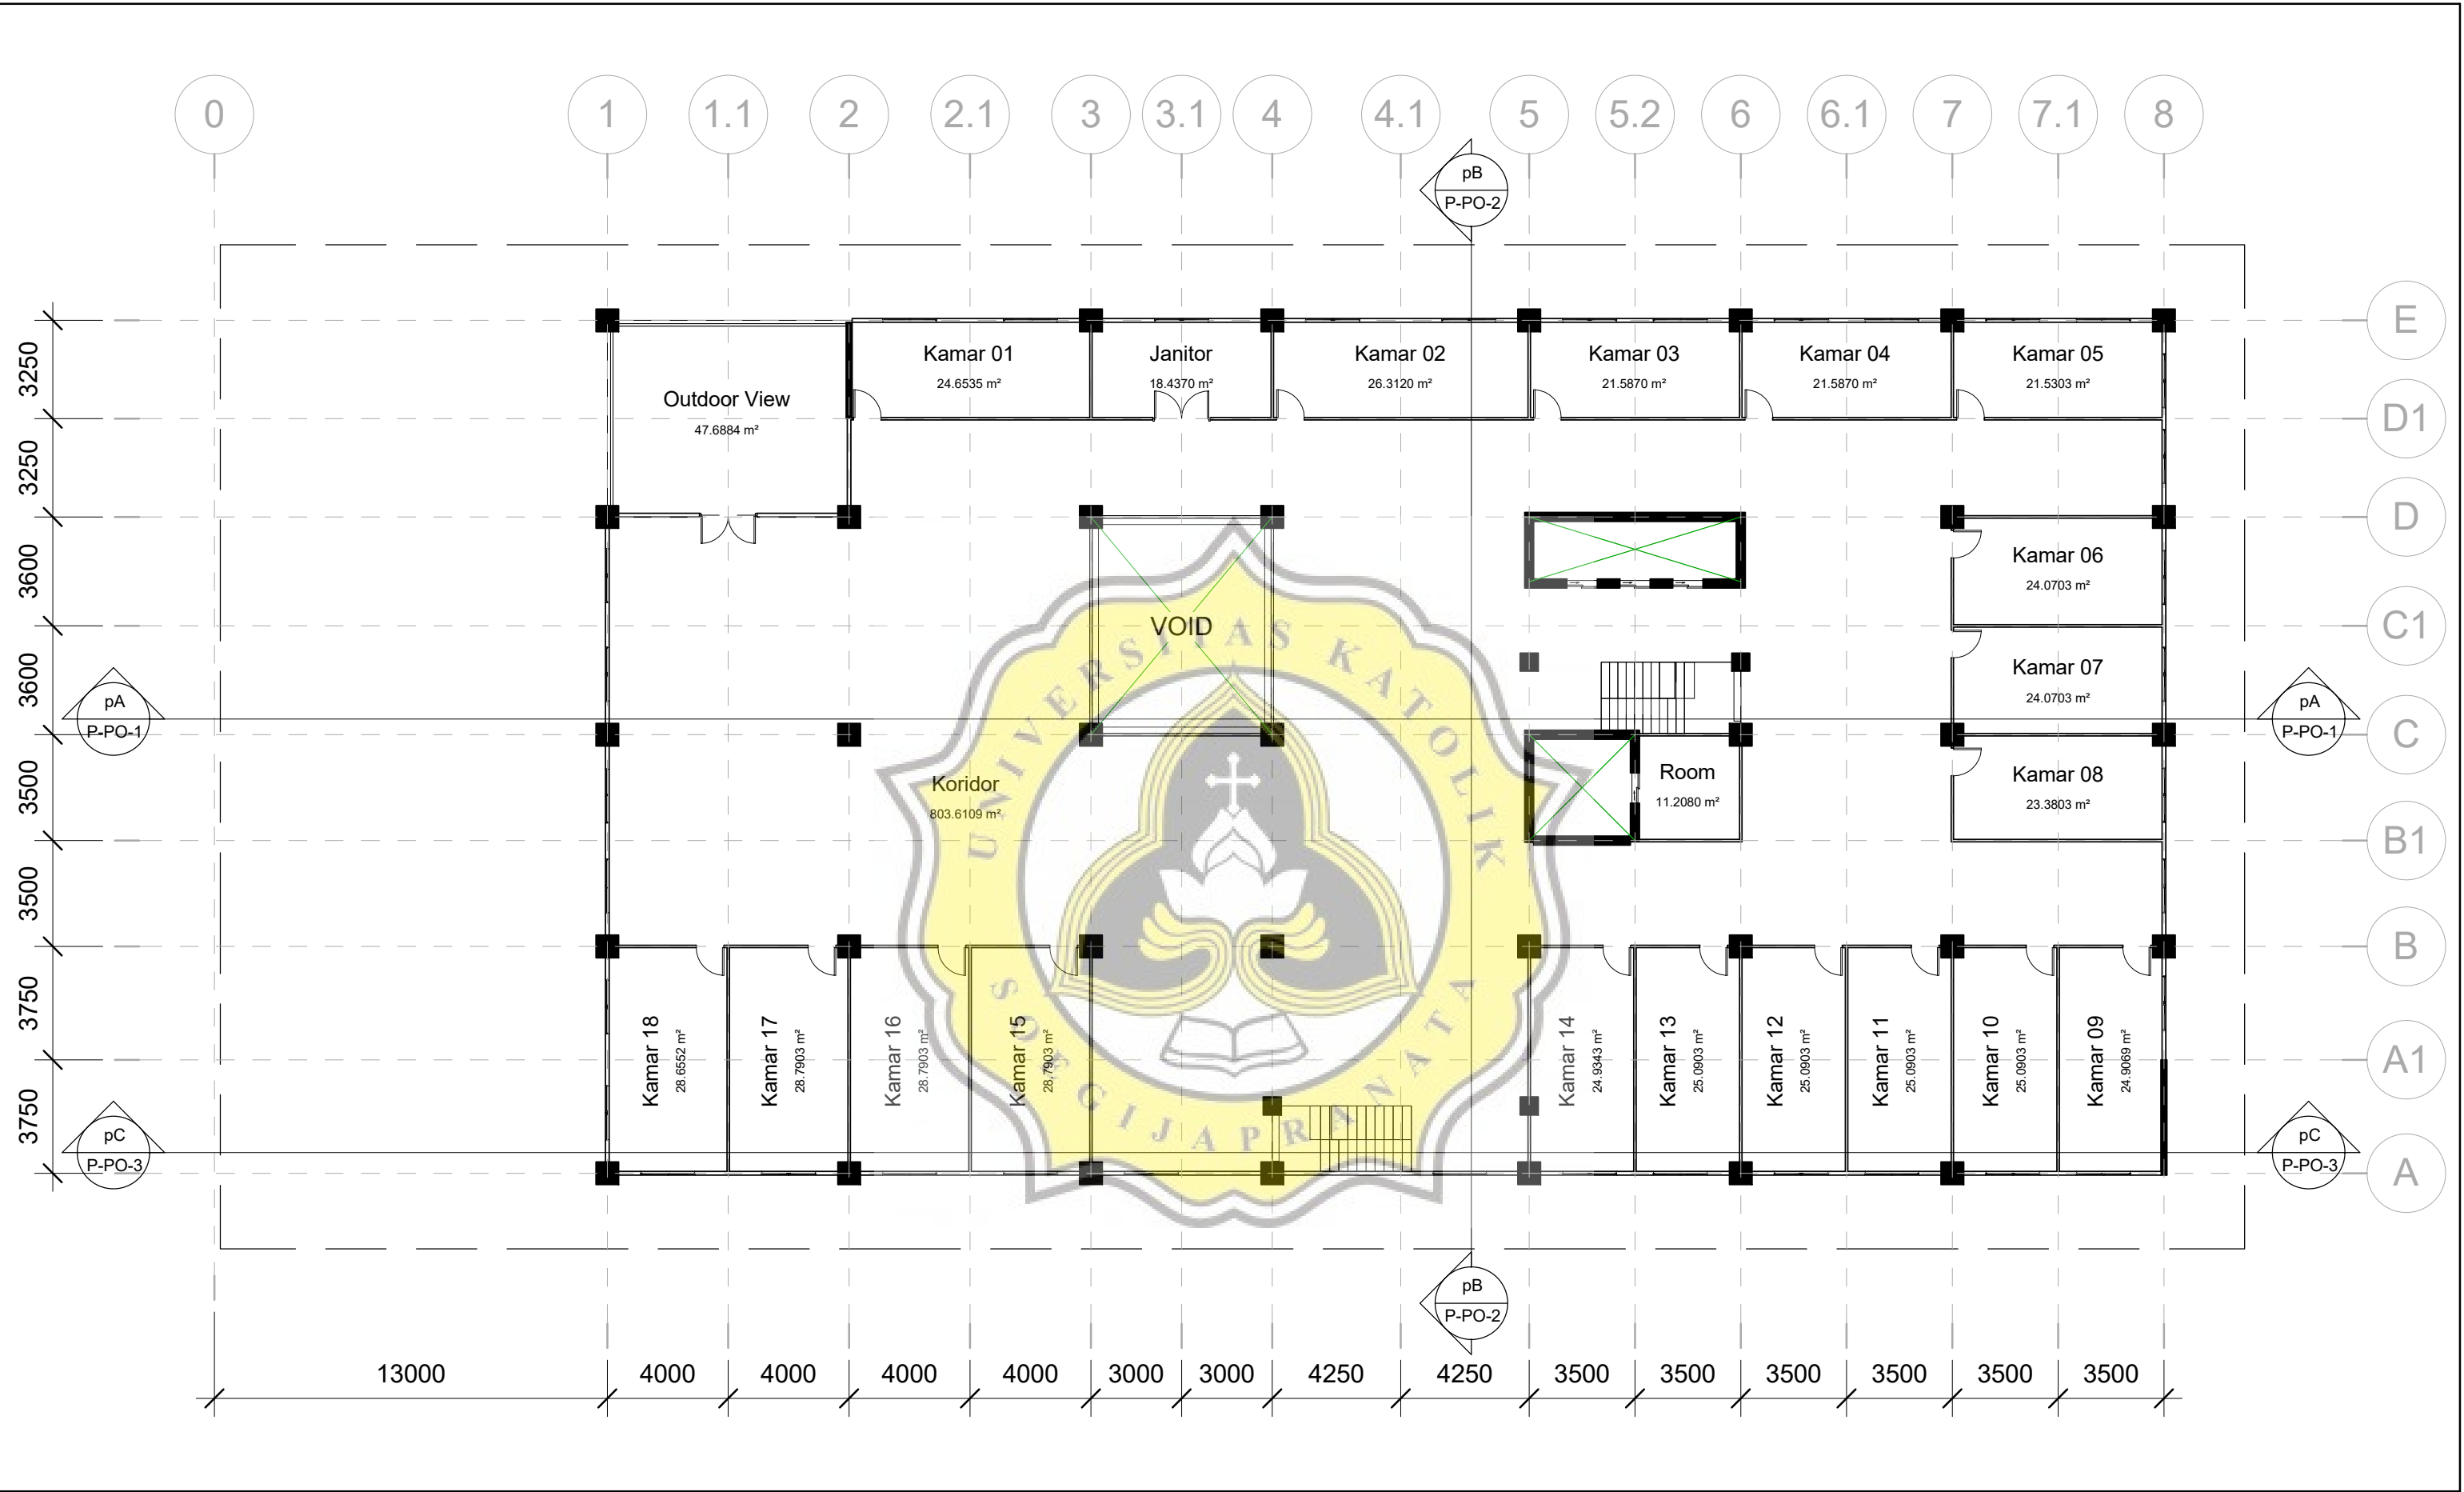 0 1 1.1 2 2.1 3 3.1 4 4.1 5 5.2 6 6.1 7 7.1 8
pB
P-PO-2
E
Kamar 01
24.6535 m²
Janitor
18.4370 m²
Kamar 02
26.3120 m²
Kamar 03
21.5870 m²
Kamar 04
21.5870 m²
Kamar 05
21.5303 m²
3250
Outdoor View
47.6884 m²
D1
3250
D
3600
Kamar 06
24.0703 m²
VOID
C1
3600
Kamar 07
24.0703 m²
pA
P-PO-1
pA
P-PO-1
C
3500
Koridor
803.6109 m²
Room
11.2080 m²
Kamar 08
23.3803 m²
B1
3500
B
3750
Kamar 18
28.6552 m²
Kamar 17
28.7903 m²
Kamar 16
28.7903 m²
Kamar 15
28.7903 m²
Kamar 14
24.9343 m²
Kamar 13
25.0903 m²
Kamar 12
25.0903 m²
Kamar 11
25.0903 m²
Kamar 10
25.0903 m²
Kamar 09
24.9069 m²
A1
3750
pC
P-PO-3
pC
P-PO-3
A
UNIVERSITAS KATOLIK
SOEGIJAPRANATA
pB
P-PO-2
13000 4000 4000 4000 4000 3000 3000 4250 4250 3500 3500 3500 3500 3500 3500